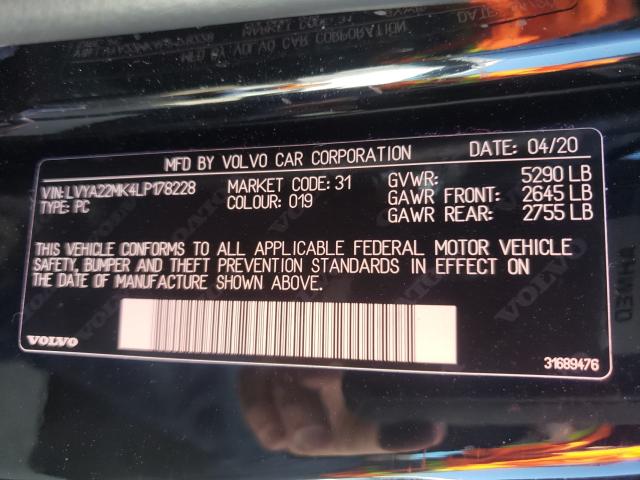 MFD BY VOLVO CAR CORPORATION DATE: 04/20
VIN:LVYA22MK4LP178228 MARKET CODE: 31 GVWR: 5290 LB
TYPE: PC COLOUR: 019 GAWR FRONT: 2645 LB
GAWR REAR: 2755 LB
THIS VEHICLE CONFORMS TO ALL APPLICABLE FEDERAL MOTOR VEHICLE
SAFETY, BUMPER AND THEFT PREVENTION STANDARDS IN EFFECT ON
THE DATE OF MANUFACTURE SHOWN ABOVE.
VOLVO
31689476